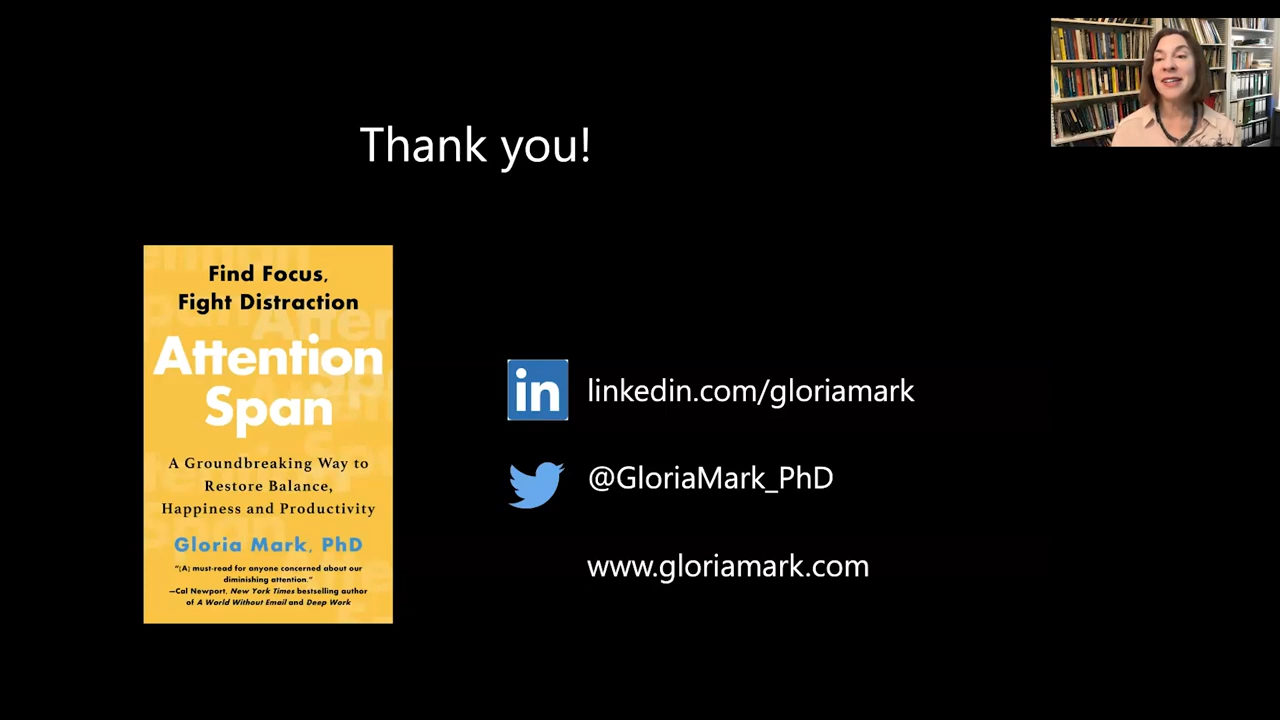 Thank you!
Find Focus,
Fight Distraction
Attention
Span
A Groundbreaking Way to
Restore Balance,
Happiness and Productivity
Gloria Mark, PhD
“[A] must-read for anyone concerned about our
diminishing attention.”
—Cal Newport, New York Times bestselling author
of A World Without Email and Deep Work
in linkedin.com/gloriamark
@GloriaMark_PhD
www.gloriamark.com